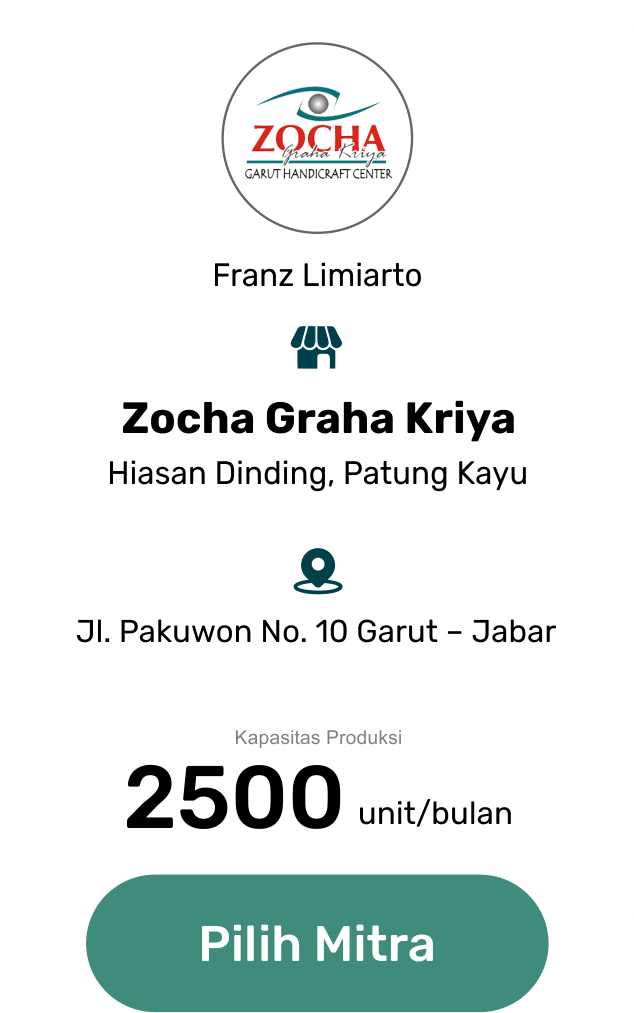 ZOCHA
Graha Kriya
GARUT HANDICRAFT CENTER
Franz Limiarto
Zocha Graha Kriya
Hiasan Dinding, Patung Kayu
Jl. Pakuwon No. 10 Garut – Jabar
Kapasitas Produksi
2500 unit/bulan
Pilih Mitra